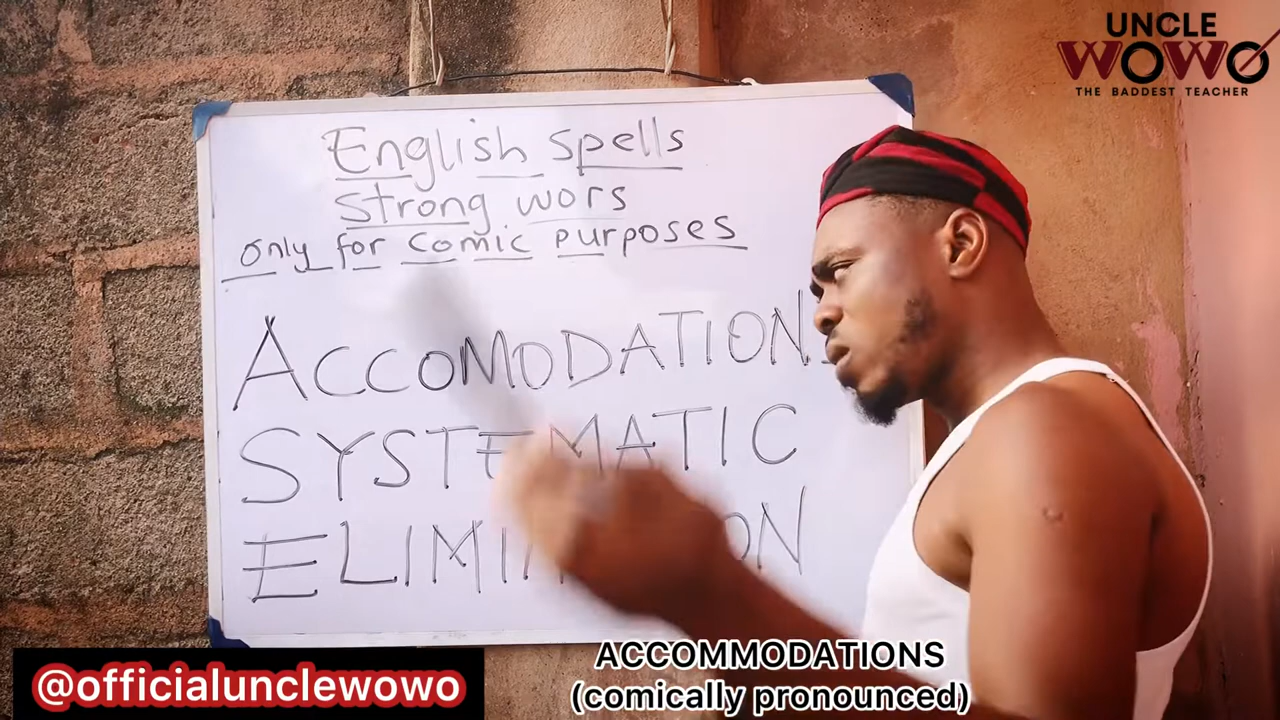 UNCLE
WOWO
THE BADDEST TEACHER
English spells
strong wors
only for comic purposes
ACCOMODATION
SYSTEMATIC
@officialunclewowo
ACCOMMODATIONS
(comically pronounced)